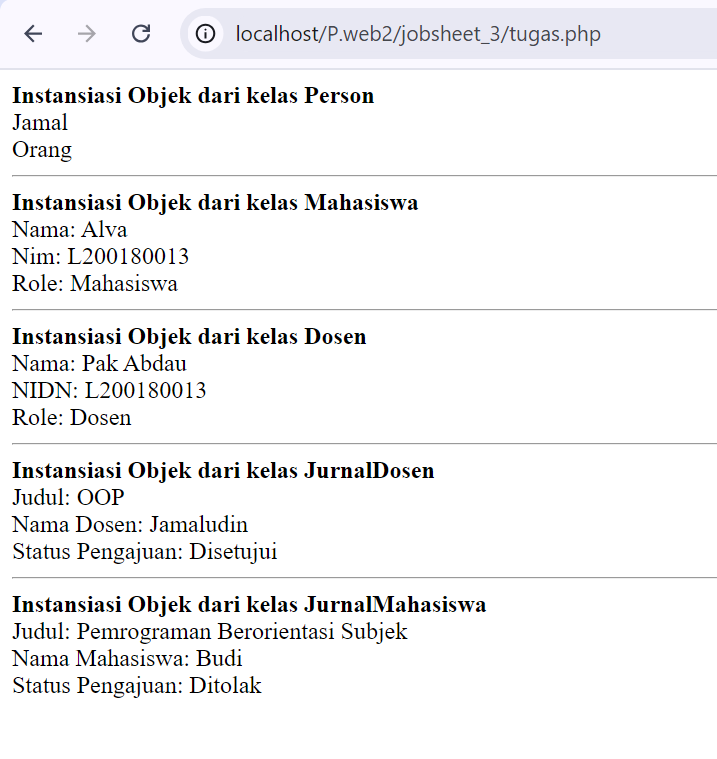 localhost/P.web2/jobsheet_3/tugas.php
Instansiasi Objek dari kelas Person
Jamal
Orang
Instansiasi Objek dari kelas Mahasiswa
Nama: Alva
Nim: L200180013
Role: Mahasiswa
Instansiasi Objek dari kelas Dosen
Nama: Pak Abdau
NIDN: L200180013
Role: Dosen
Instansiasi Objek dari kelas JurnalDosen
Judul: OOP
Nama Dosen: Jamaludin
Status Pengajuan: Disetujui
Instansiasi Objek dari kelas JurnalMahasiswa
Judul: Pemrograman Berorientasi Subjek
Nama Mahasiswa: Budi
Status Pengajuan: Ditolak